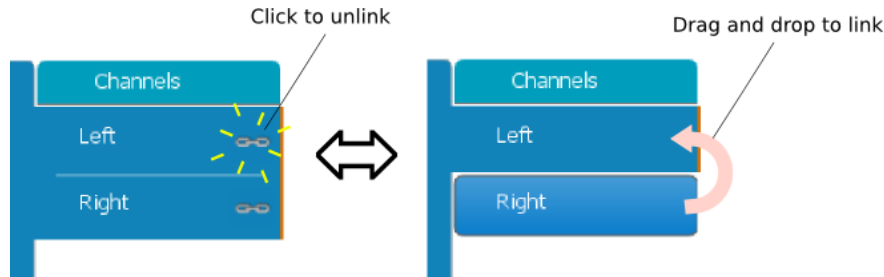 Click to unlink
Drag and drop to link
Channels
Left
Right
Channels
Left
Right